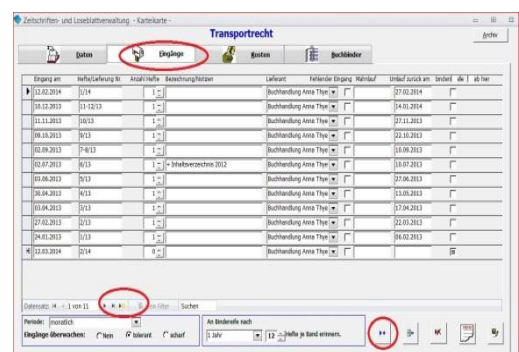 Zeitschriften- und Loseblattverwaltung - Karteikarte -
Transportrecht
Archiv
Daten Eingänge Kosten Buchbinder
Eingang am Hefte/Lieferung Nr. Anzahl Hefte Bezeichnung/Notizen Lieferant Fehlender Eingang Mahnlauf Umlauf zurück am binden alle ab hier
12.02.2014 1/14 1 Buchhandlung Anna Thye 27.02.2014
10.12.2013 11-12/13 1 Buchhandlung Anna Thye 14.01.2014
11.11.2013 10/13 1 Buchhandlung Anna Thye 27.11.2013
09.10.2013 9/13 1 Buchhandlung Anna Thye 22.10.2013
02.09.2013 7-8/13 1 Buchhandlung Anna Thye 10.09.2013
02.07.2013 6/13 1 + Inhaltsverzeichnis 2012 Buchhandlung Anna Thye 10.07.2013
03.06.2013 5/13 1 Buchhandlung Anna Thye 27.06.2013
30.04.2013 4/13 1 Buchhandlung Anna Thye 13.05.2013
03.04.2013 3/13 1 Buchhandlung Anna Thye 17.04.2013
27.02.2013 2/13 1 Buchhandlung Anna Thye 22.03.2013
24.01.2013 1/13 1 Buchhandlung Anna Thye 06.02.2013
12.03.2014 2/14 0 Buchhandlung Anna Thye
Datensatz: 1 von 11 Filter Suchen
Periode: monatlich An Bindereife nach
Eingänge überwachen: Nein tolerant scharf 1 Jahr 12 Hefte je Band erinnern.